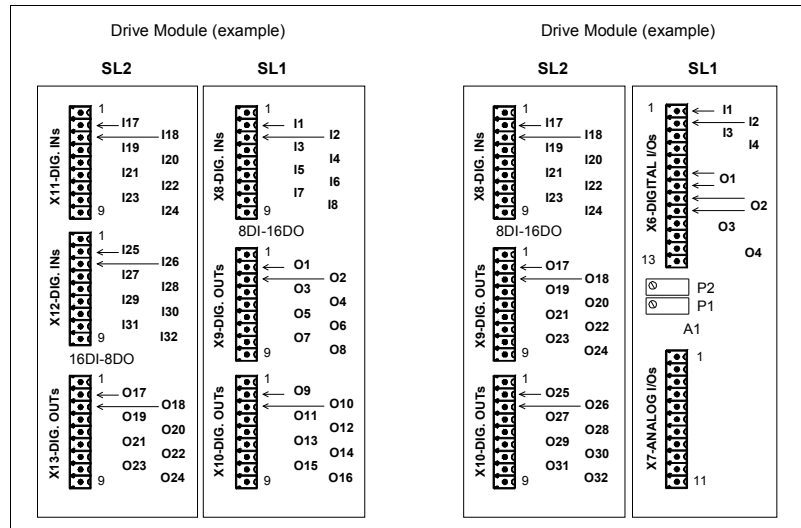 Drive Module (example)
SL2
SL1
X11-DIG. INs
1
I17
I18
I19
I20
I21
I22
I23
I24
9
X12-DIG. INs
1
I25
I26
I27
I28
I29
I30
I31
I32
9
16DI-8DO
X13-DIG. OUTs
1
O17
O18
O19
O20
O21
O22
O23
O24
9
X8-DIG. INs
1
I1
I2
I3
I4
I5
I6
I7
I8
9
8DI-16DO
X9-DIG. OUTs
1
O1
O2
O3
O4
O5
O6
O7
O8
9
X10-DIG. OUTs
1
O9
O10
O11
O12
O13
O14
O15
O16
9
Drive Module (example)
SL2
SL1
X8-DIG. INs
1
I17
I18
I19
I20
I21
I22
I23
I24
9
8DI-16DO
X9-DIG. OUTs
1
O17
O18
O19
O20
O21
O22
O23
O24
9
X10-DIG. OUTs
1
O25
O26
O27
O28
O29
O30
O31
O32
9
X6-DIGITAL I/Os
1
I1
I2
I3
I4
O1
O2
O3
O4
13
P2
P1
A1
X7-ANALOG I/Os
1
11